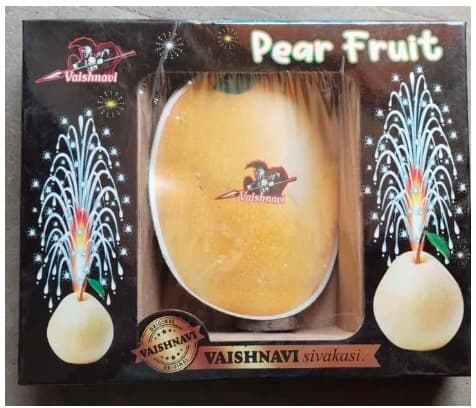 Vaishnavi
Pear Fruit
Vaishnavi
ORIGINAL
VAISHNAVI
ORIGINAL
VAISHNAVI sivakasi.